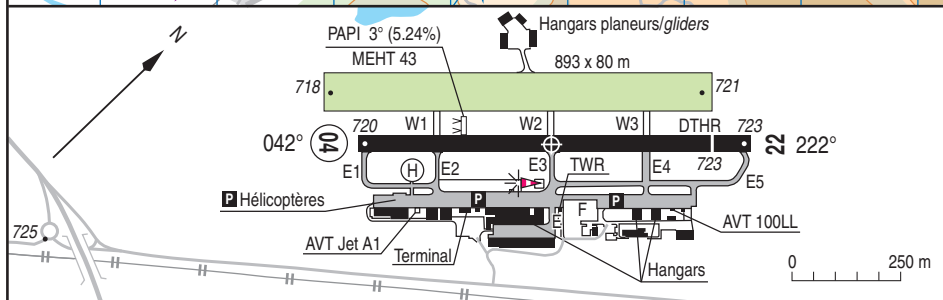 N
Hangars planeurs/gliders
PAPI 3° (5.24%)
MEHT 43
893 x 80 m
718
721
W1
W2
W3
DTHR
720
723
042°
04
22
222°
723
E1
H
E2
E3
TWR
E4
E5
P Hélicoptères
P
P
F
725
AVT Jet A1
Terminal
AVT 100LL
Hangars
0
250 m